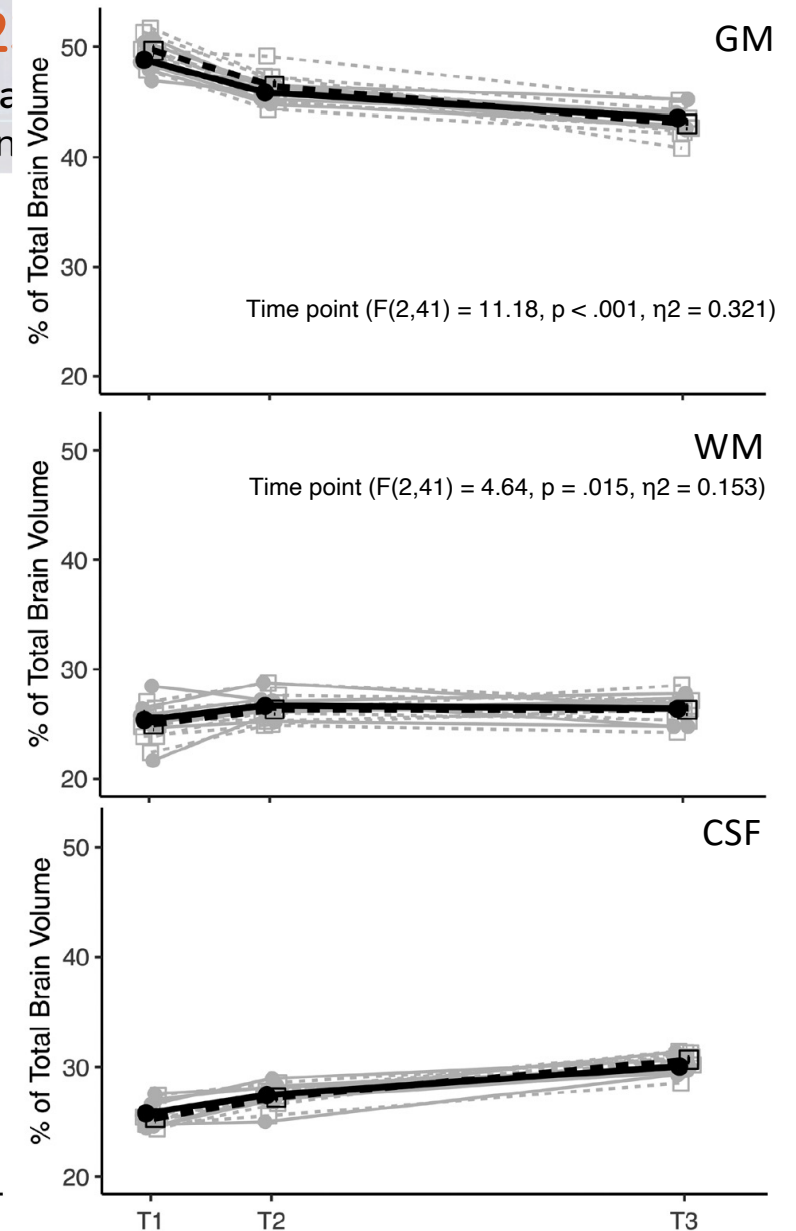 2
a
n
GM
% of Total Brain Volume
50
40
30
20
Time point (F(2,41) = 11.18, p < .001, η2 = 0.321)
WM
% of Total Brain Volume
50
40
30
20
Time point (F(2,41) = 4.64, p = .015, η2 = 0.153)
CSF
% of Total Brain Volume
50
40
30
20
T1 T2 T3